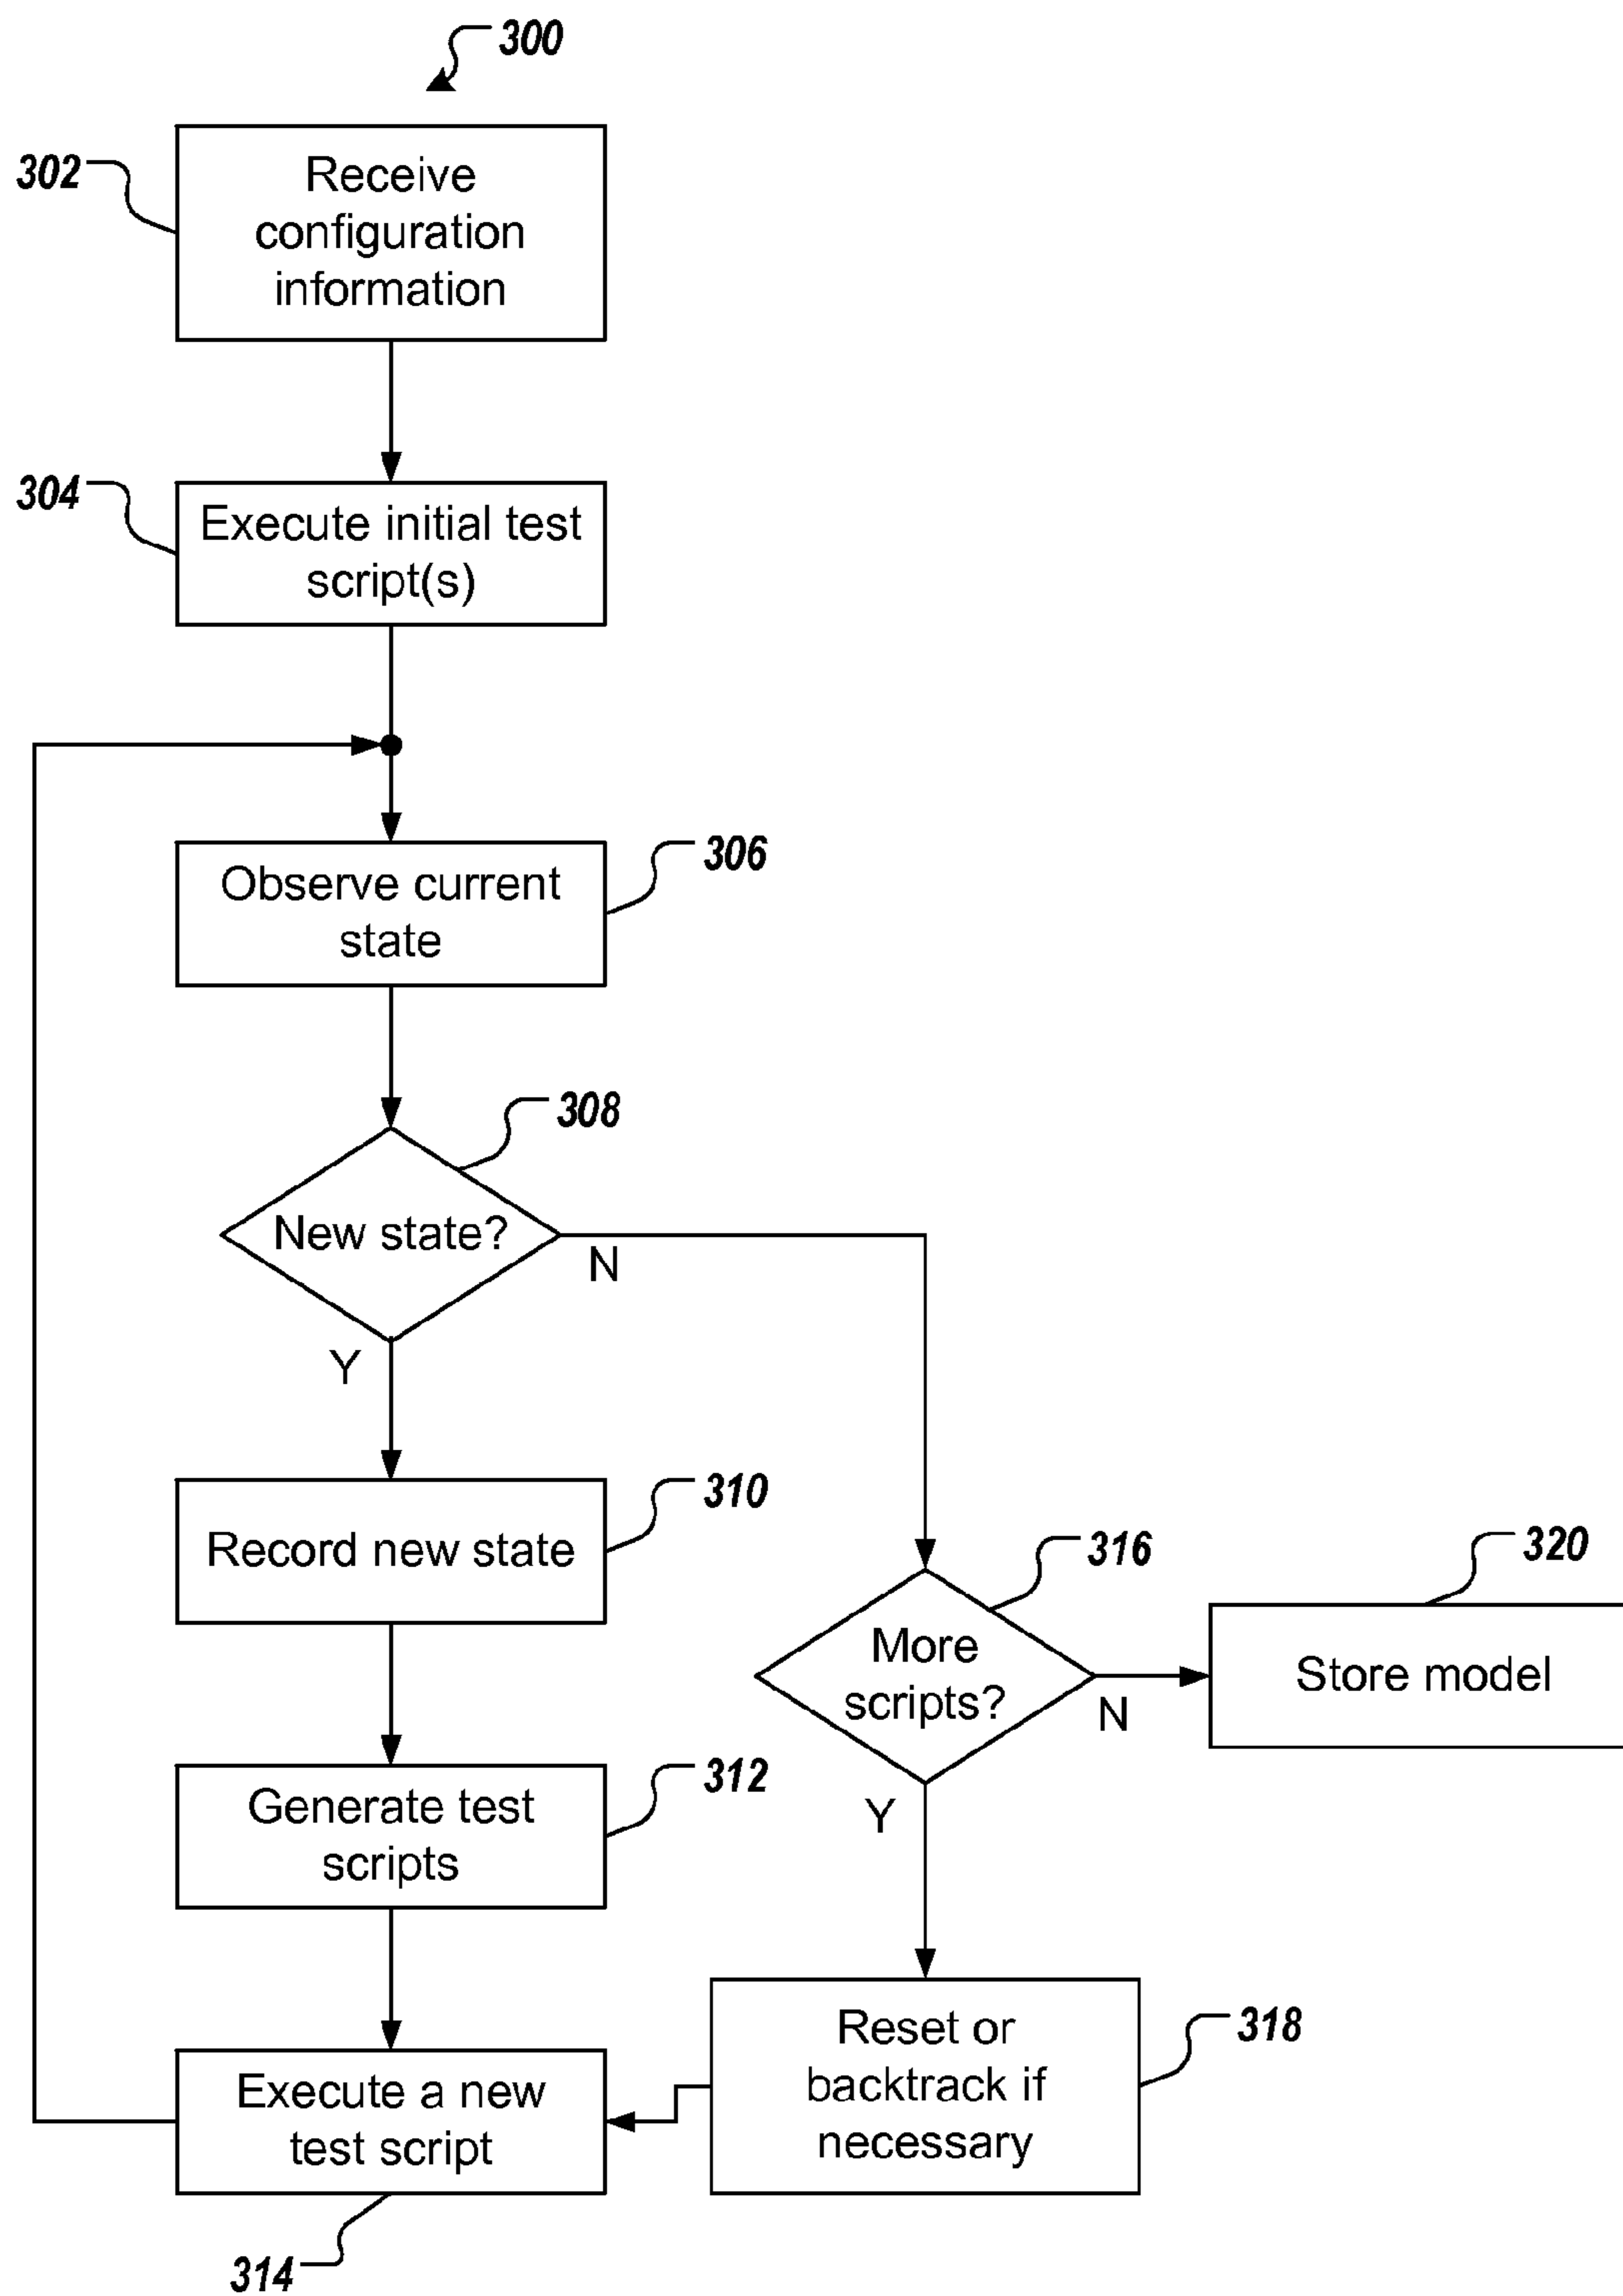 300
302
Receive
configuration
information
304
Execute initial test
script(s)
306
Observe current
state
308
New state?
N
Y
310
Record new state
316
More
scripts?
N
Y
320
Store model
312
Generate test
scripts
318
Reset or
backtrack if
necessary
Execute a new
test script
314